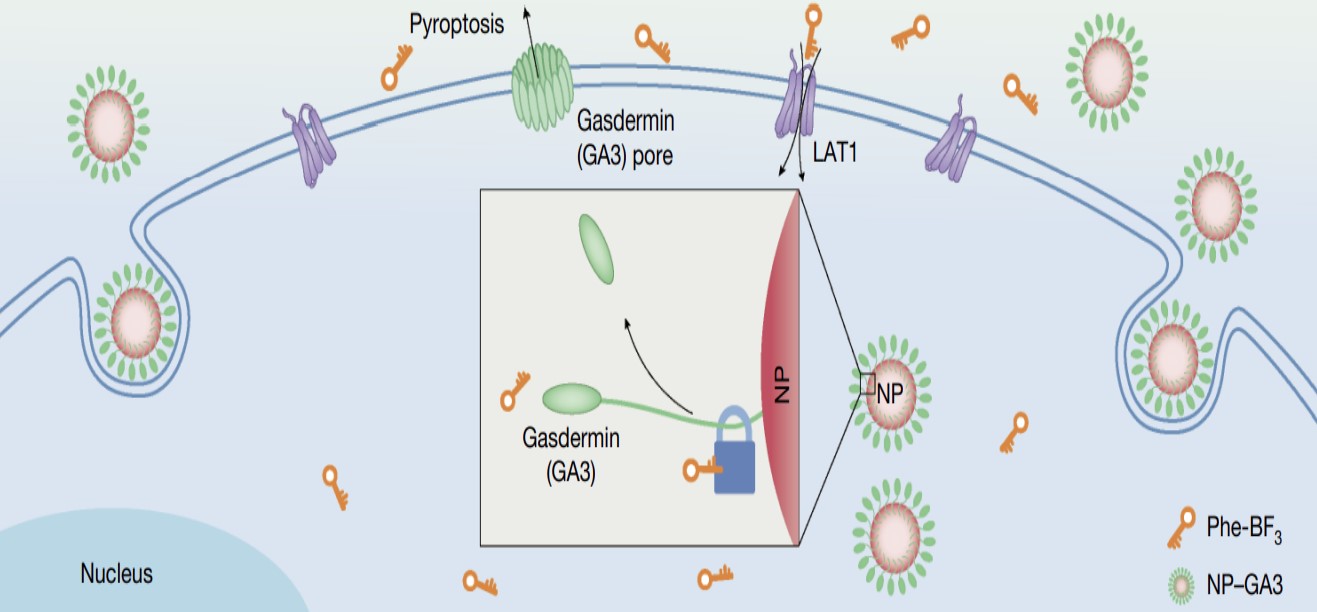 Pyroptosis
Gasdermin
(GA3) pore
LAT1
NP
NP
Gasdermin
(GA3)
Nucleus
Phe-BF3
NP–GA3